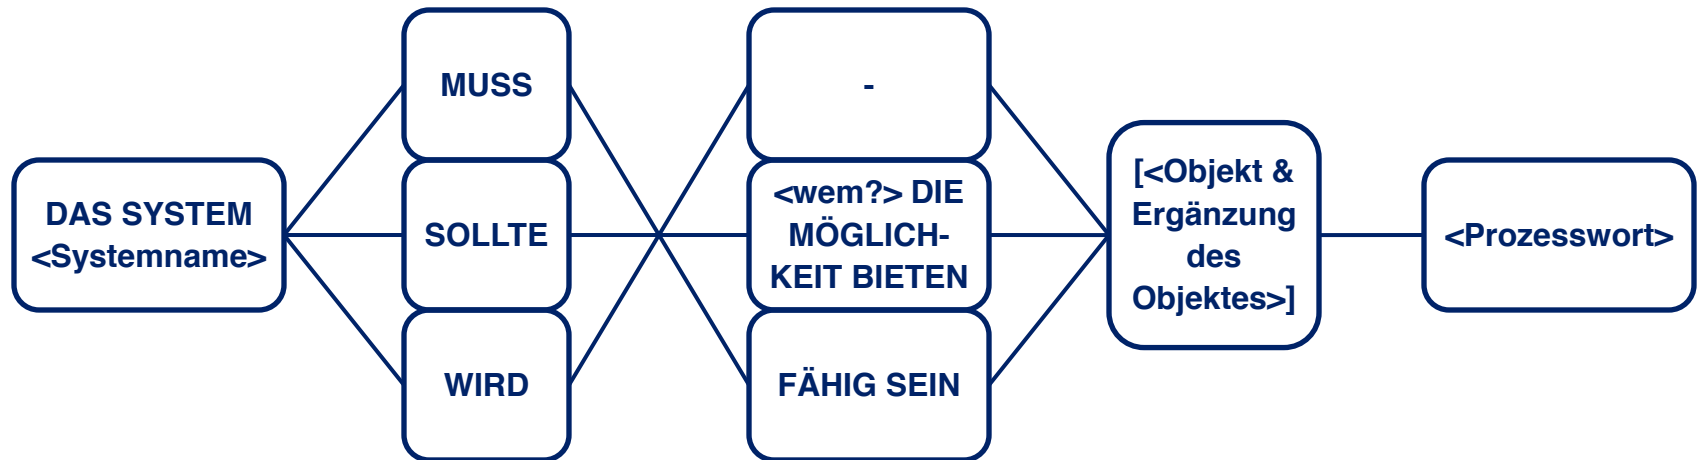 DAS SYSTEM
<Systemname>
MUSS
SOLLTE
WIRD
-
<wem?> DIE
MÖGLICH-
KEIT BIETEN
FÄHIG SEIN
[<Objekt &
Ergänzung
des
Objektes>]
<Prozesswort>